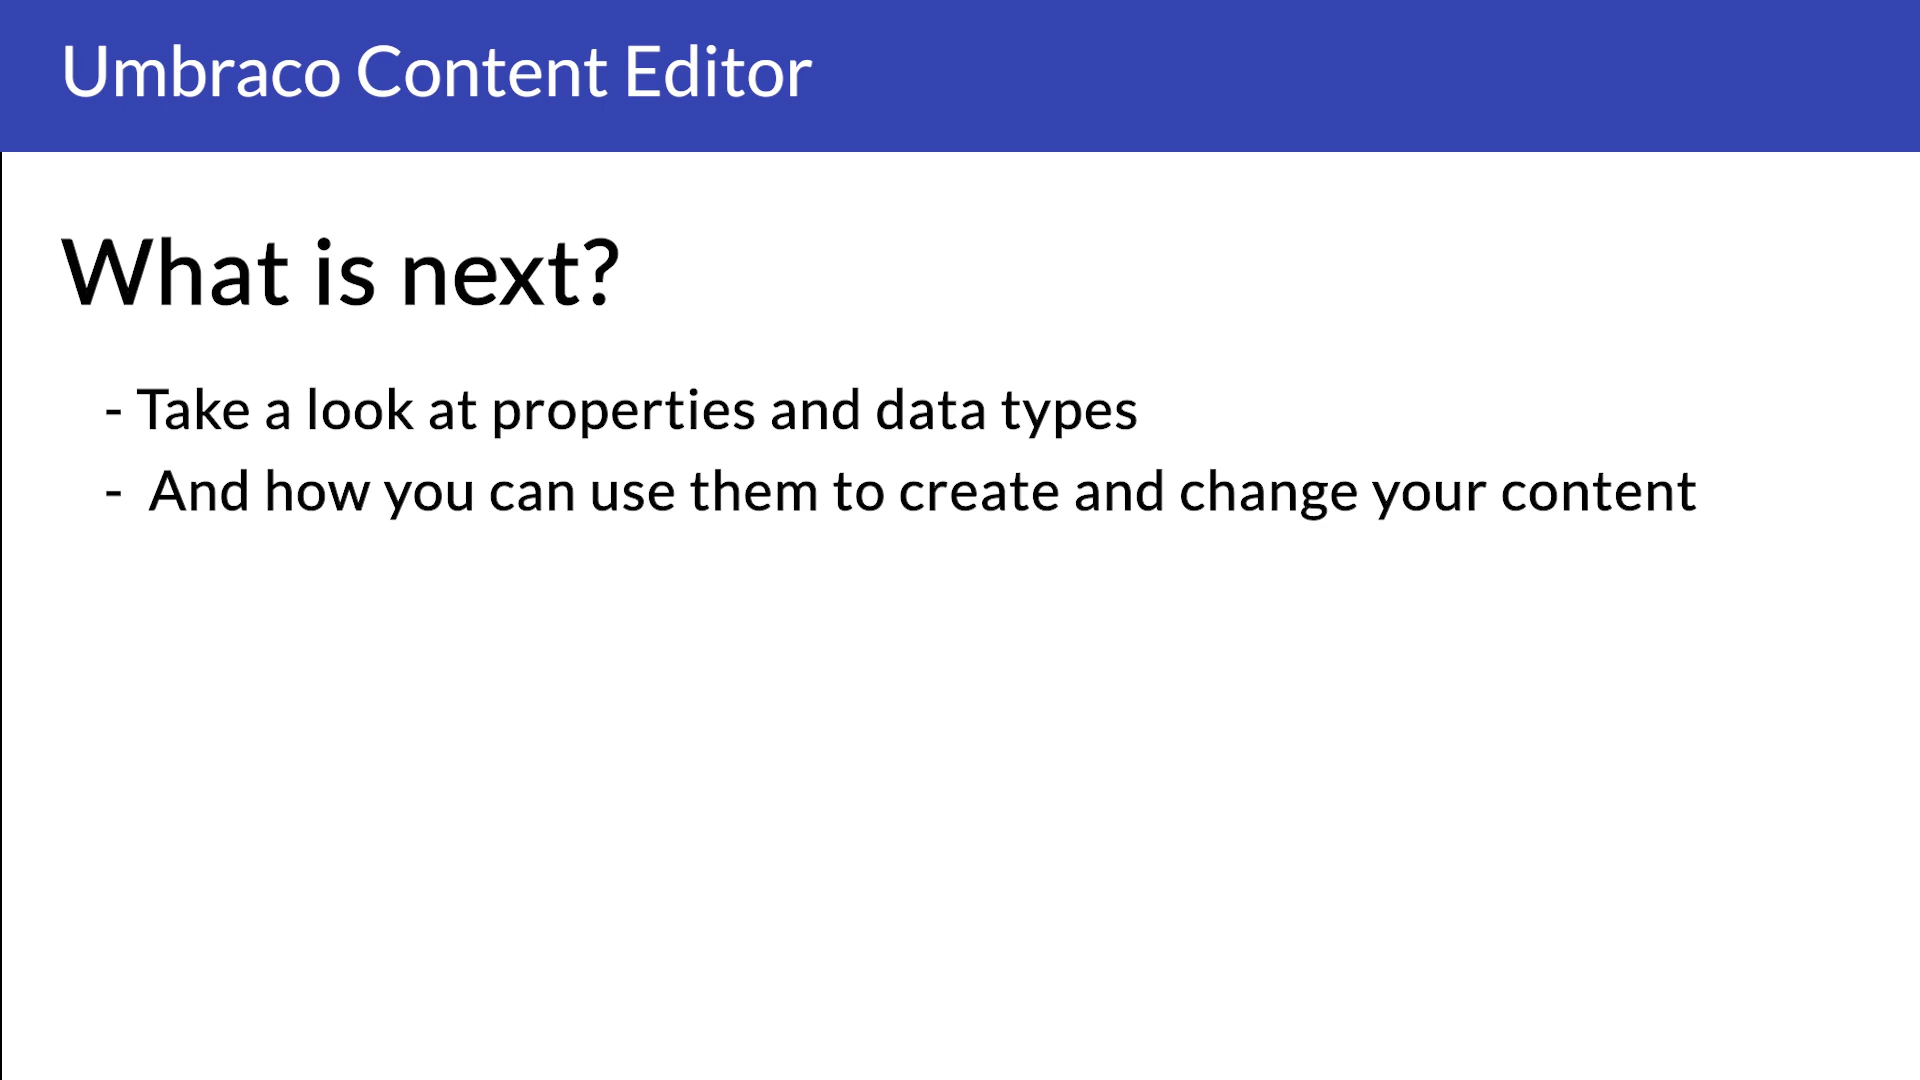 Umbraco Content Editor
What is next?
- Take a look at properties and data types
- And how you can use them to create and change your content